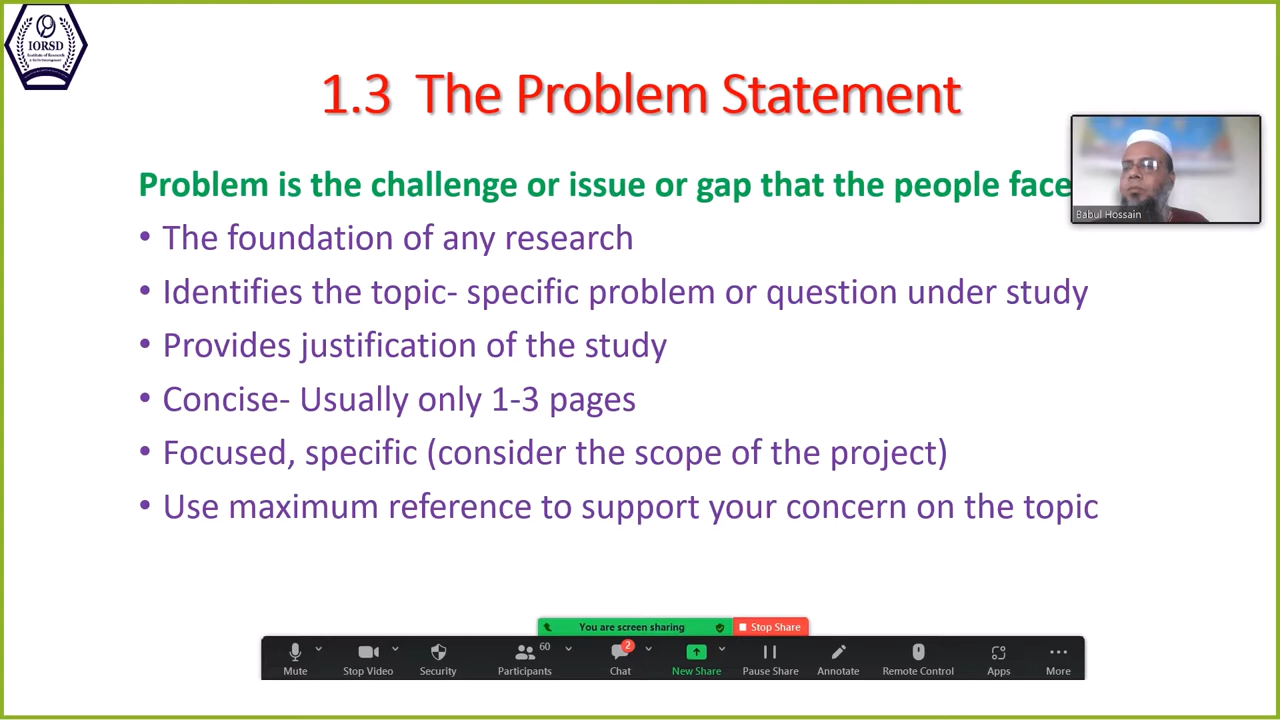 IORSD
Institute of Research
1.3 The Problem Statement
Problem is the challenge or issue or gap that the people face
Babul Hossain
• The foundation of any research
• Identifies the topic- specific problem or question under study
• Provides justification of the study
• Concise- Usually only 1-3 pages
• Focused, specific (consider the scope of the project)
• Use maximum reference to support your concern on the topic
You are screen sharing Stop Share
60 2
Mute Stop Video Security Participants Chat New Share Pause Share Annotate Remote Control Apps More